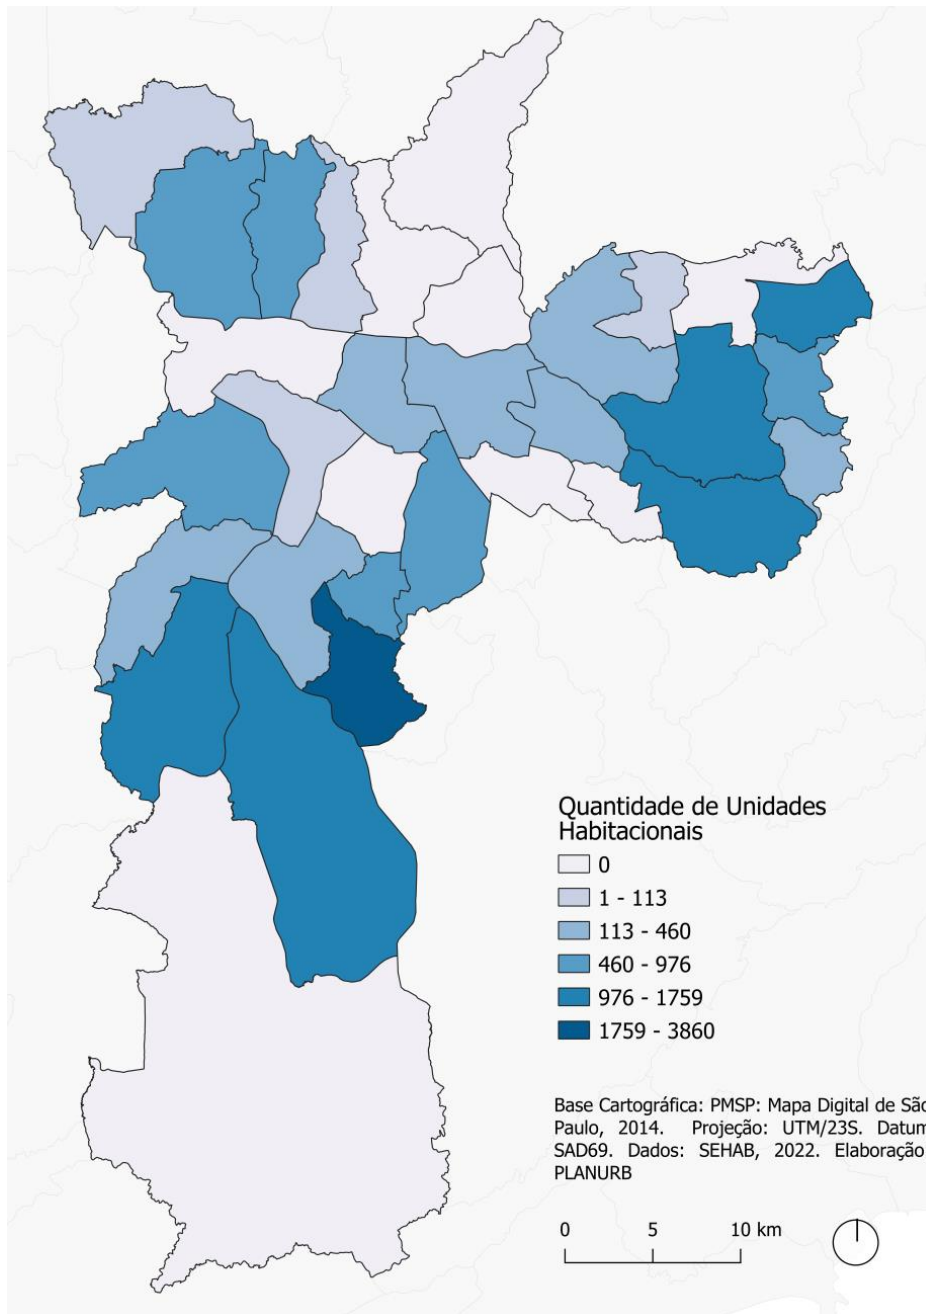 Quantidade de Unidades
Habitacionais
0
1 - 113
113 - 460
460 - 976
976 - 1759
1759 - 3860
Base Cartográfica: PMSP: Mapa Digital de São
Paulo, 2014. Projeção: UTM/23S. Datum
SAD69. Dados: SEHAB, 2022. Elaboração
PLANURB
0 5 10 km